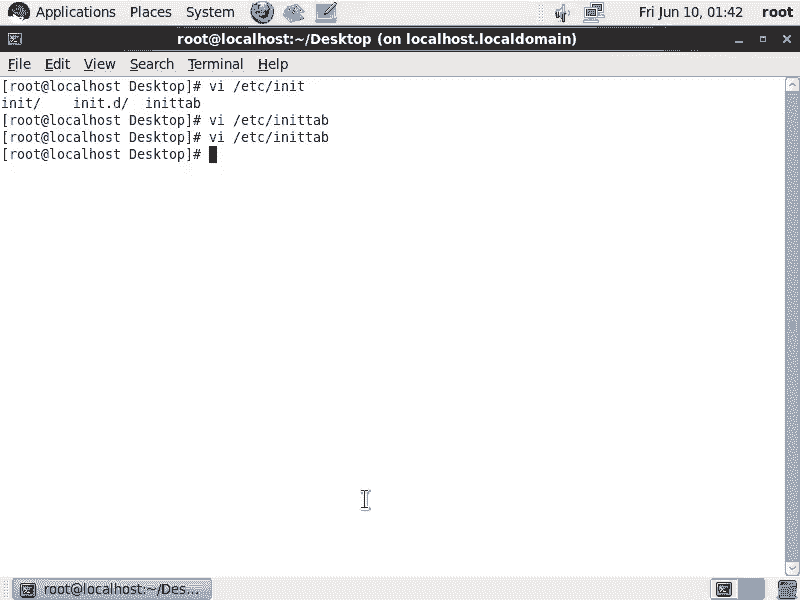 Applications Places System Fri Jun 10, 01:42 root
root@localhost:~/Desktop (on localhost.localdomain)
File Edit View Search Terminal Help
[root@localhost Desktop]# vi /etc/init
init/ init.d/ inittab
[root@localhost Desktop]# vi /etc/inittab
[root@localhost Desktop]# vi /etc/inittab
[root@localhost Desktop]#
root@localhost:~/Des...